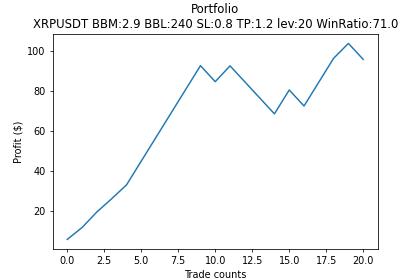 Portfolio
XRPUSDT BBM:2.9 BBL:240 SL:0.8 TP:1.2 lev:20 WinRatio:71.0
100
80
60
40
20
Profit ($)
0.0 2.5 5.0 7.5 10.0 12.5 15.0 17.5 20.0
Trade counts